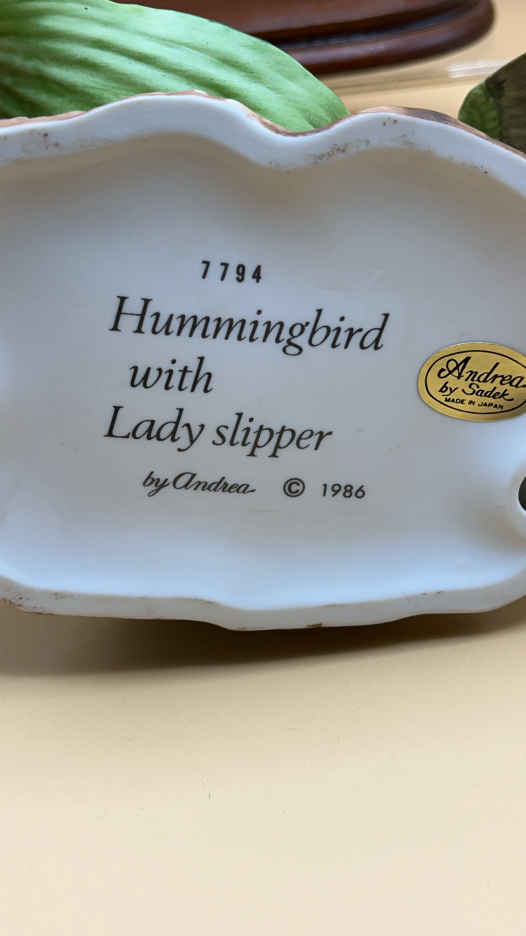 7794
Hummingbird
with
Lady slipper
by Andrea © 1986
Andrea
by Sadek
MADE IN JAPAN